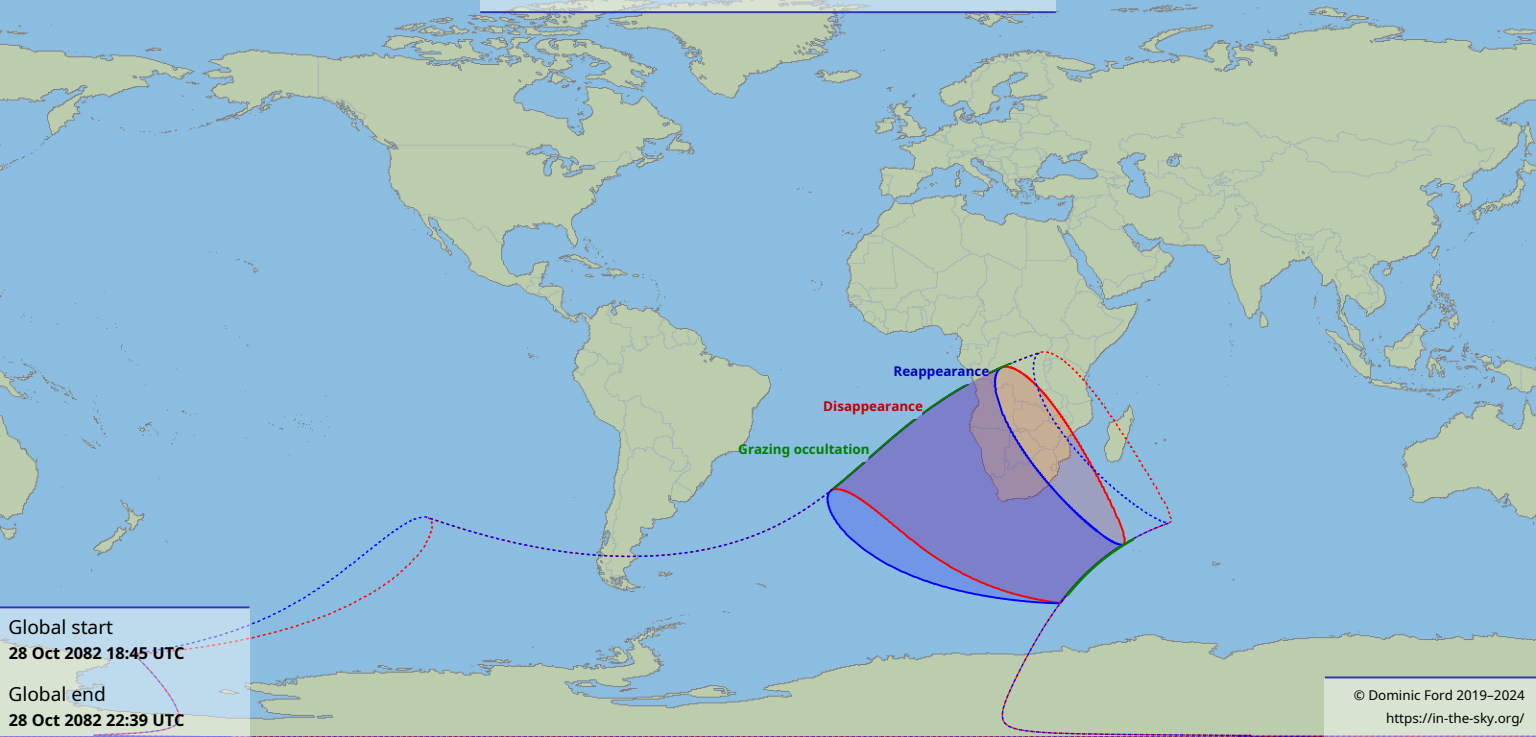 Reappearance
Disappearance
Grazing occultation
Global start
28 Oct 2082 18:45 UTC
Global end
28 Oct 2082 22:39 UTC
© Dominic Ford 2019–2024
https://in-the-sky.org/